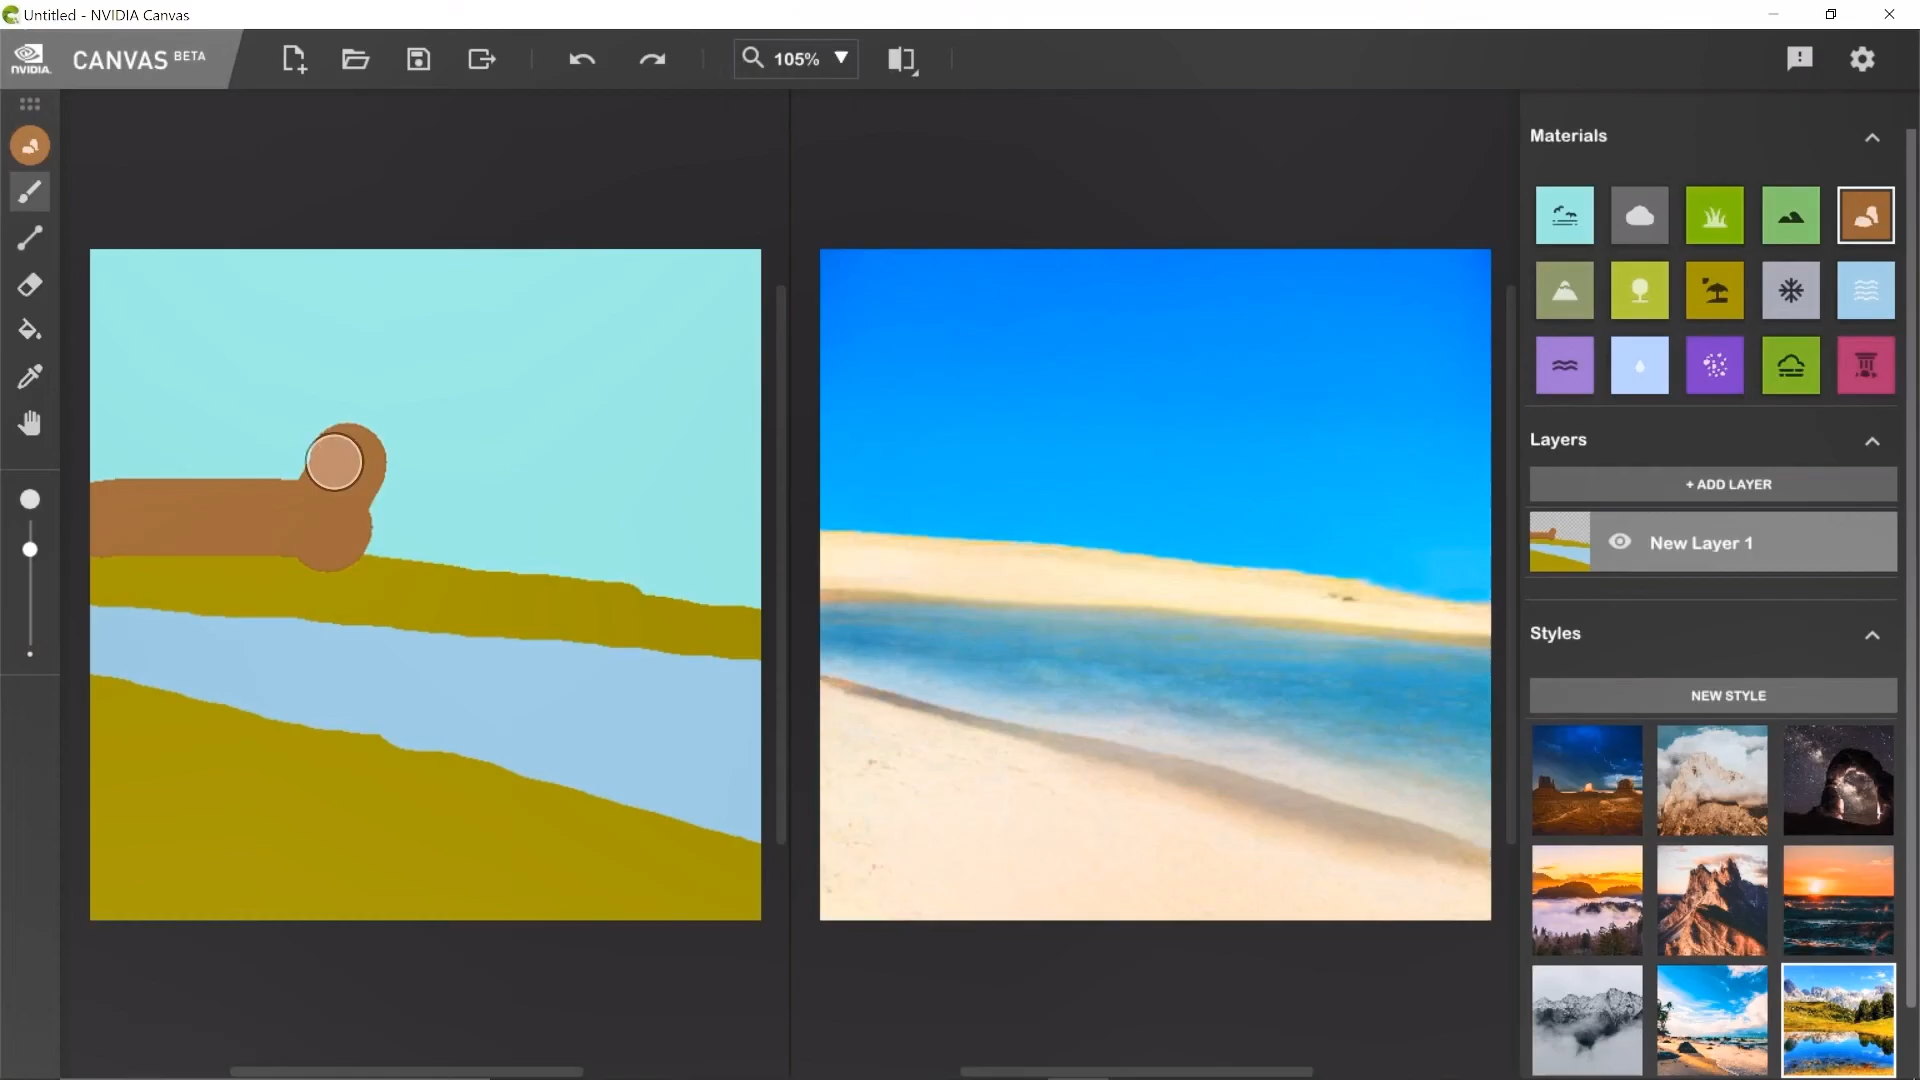 Untitled - NVIDIA Canvas
NVIDIA.
CANVAS BETA
105%
Materials
Layers
+ ADD LAYER
New Layer 1
Styles
NEW STYLE